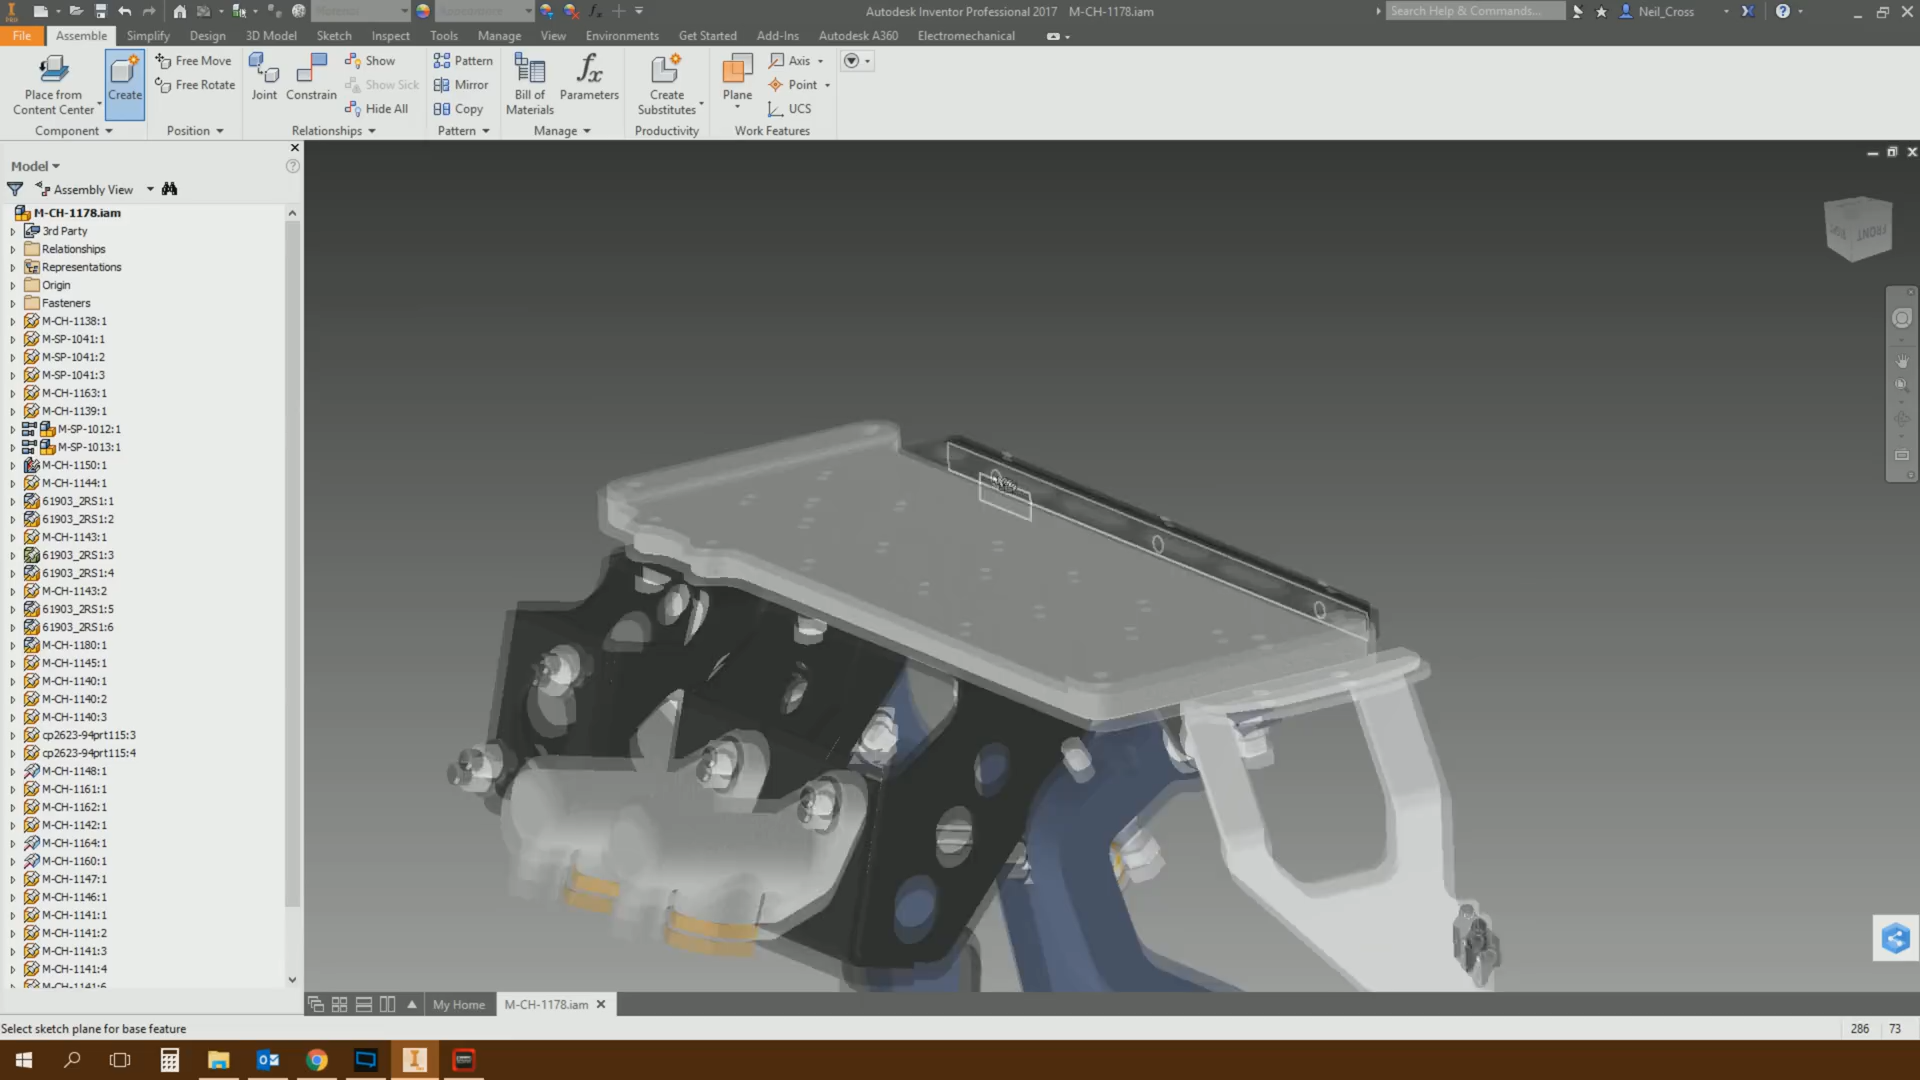 Autodesk Inventor Professional 2017 M-CH-1178.iam
Search Help & Commands...
Neil_Cross
File
Assemble
Simplify
Design
3D Model
Sketch
Inspect
Tools
Manage
View
Environments
Get Started
Add-Ins
Autodesk A360
Electromechanical
Place from
Content Center
Create
Free Move
Free Rotate
Joint
Constrain
Show
Show Sick
Hide All
Pattern
Mirror
Copy
Bill of
Materials
Parameters
Create
Substitutes
Plane
Axis
Point
UCS
Component
Position
Relationships
Pattern
Manage
Productivity
Work Features
Model
Assembly View
M-CH-1178.iam
3rd Party
Relationships
Representations
Origin
Fasteners
M-CH-1138:1
M-SP-1041:1
M-SP-1041:2
M-SP-1041:3
M-CH-1163:1
M-CH-1139:1
M-SP-1012:1
M-SP-1013:1
M-CH-1150:1
M-CH-1144:1
61903_2RS1:1
61903_2RS1:2
M-CH-1143:1
61903_2RS1:3
61903_2RS1:4
M-CH-1143:2
61903_2RS1:5
61903_2RS1:6
M-CH-1180:1
M-CH-1145:1
M-CH-1140:1
M-CH-1140:2
M-CH-1140:3
cp2623-94prt115:3
cp2623-94prt115:4
M-CH-1148:1
M-CH-1161:1
M-CH-1162:1
M-CH-1142:1
M-CH-1164:1
M-CH-1160:1
M-CH-1147:1
M-CH-1146:1
M-CH-1141:1
M-CH-1141:2
M-CH-1141:3
M-CH-1141:4
M-CH-1141:6
FRONT
My Home
M-CH-1178.iam
Select sketch plane for base feature
286 73